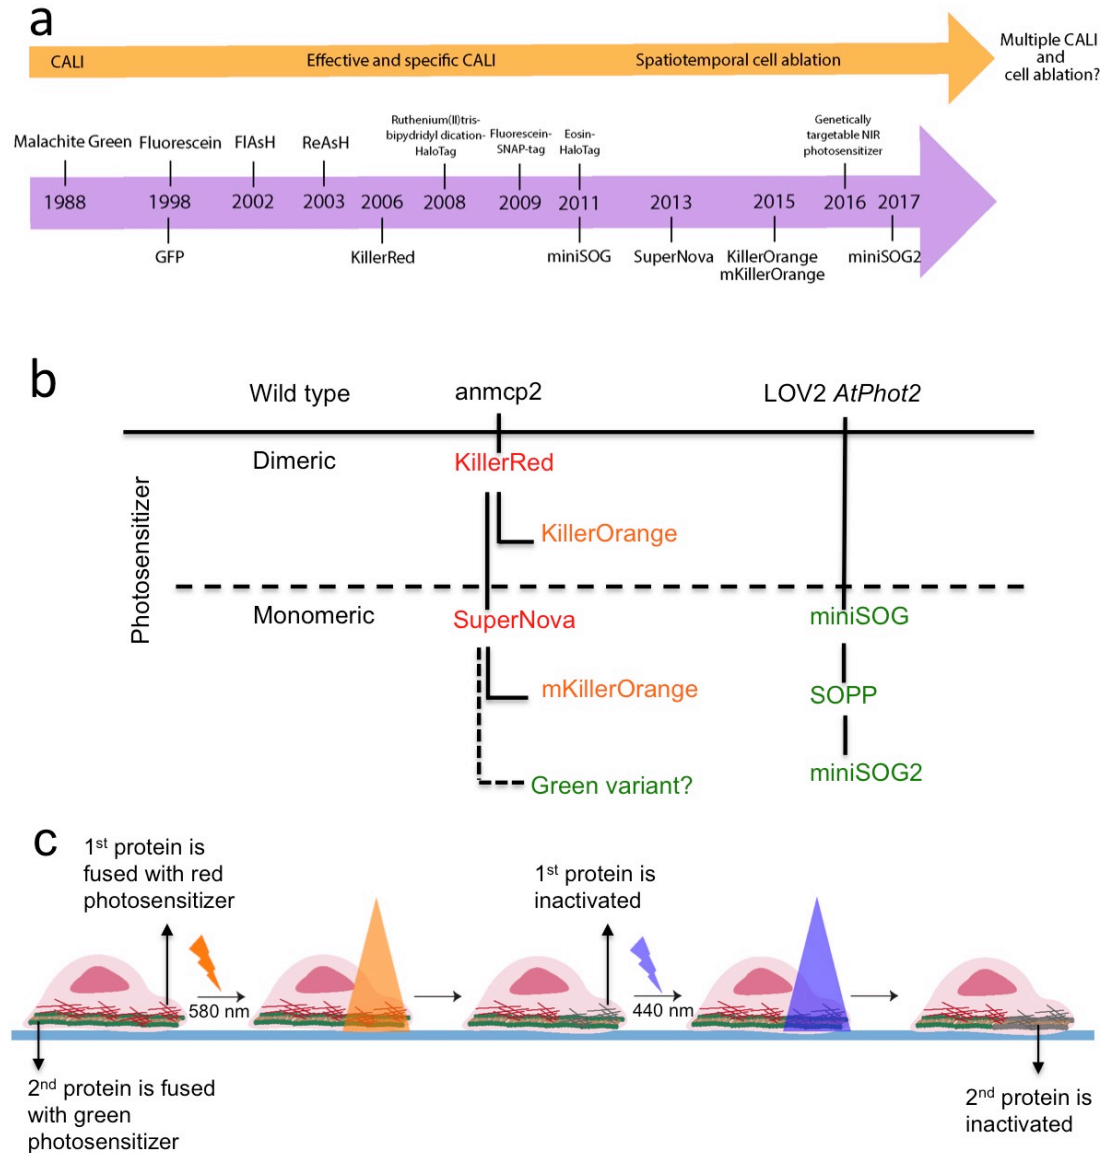 a
CALI
Effective and specific CALI
Spatiotemporal cell ablation
Multiple CALI
and
cell ablation?
Malachite Green
Fluorescein
FlAsH
ReAsH
Ruthenium(II)tris-
bipydridyl dication-
HaloTag
Fluorescein-
SNAP-tag
Eosin-
HaloTag
Genetically
targetable NIR
photosensitizer
1988
1998
2002
2003
2006
2008
2009
2011
2013
2015
2016
2017
GFP
KillerRed
miniSOG
SuperNova
KillerOrange
mKillerOrange
miniSOG2
b
Wild type
anmcp2
LOV2 AtPhot2
Photosensitizer
Dimeric
KillerRed
KillerOrange
Monomeric
SuperNova
miniSOG
mKillerOrange
SOPP
Green variant?
miniSOG2
c
1st protein is
fused with red
photosensitizer
1st protein is
inactivated
580 nm
440 nm
2nd protein is fused
with green
photosensitizer
2nd protein is
inactivated